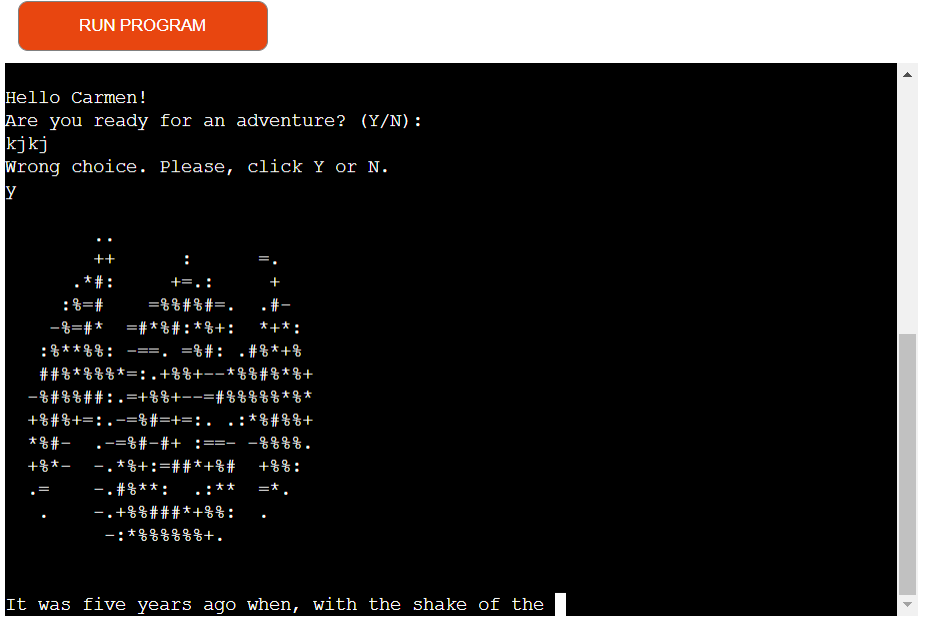 RUN PROGRAM
Hello Carmen!
Are you ready for an adventure? (Y/N):
kjkj
Wrong choice. Please, click Y or N.
y
        ..
        ++      :      =.
      .*#:     +=.:     +
     :%=#    =%%#%#=.  .#-
    -%=#*  =#*%#:*%+:  *+*:
   :%**%%: -==. =%#: .#%*+%
   ##%*%%%*=:.+%%+--*%%#%*%+
  -%#%%##:.=+%%+--=#%%%%%*%*
  +%#%+=:.-=%#=+=:. .:*%#%%+
  *%#-  .-=%#-#+ :==- -%%%%.
  +%*-  -.*%+:=##*+%#  +%%:
  .=    -.#%**:  .:**  =*.
   .    -.+%%###*+%%:  .
         -:*%%%%%%+.
It was five years ago when, with the shake of the